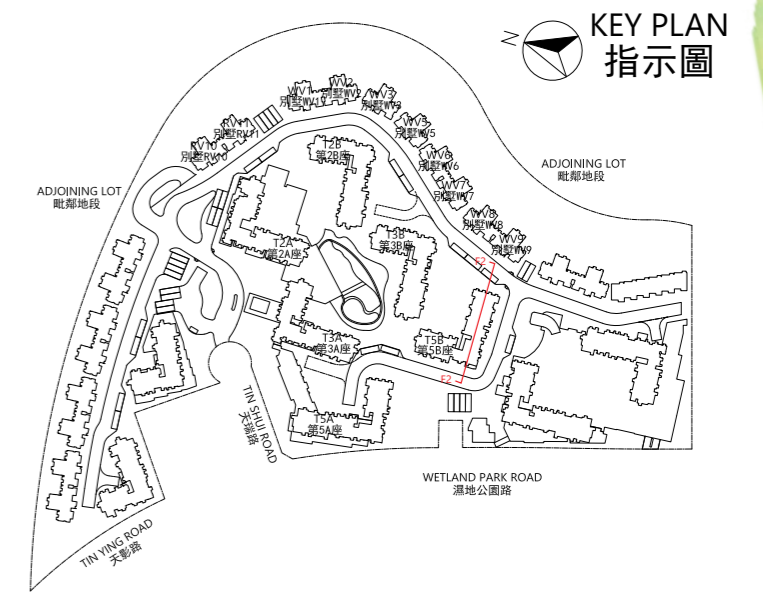 KEY PLAN
指示圖
N
WV2
別墅WV2
WV1
別墅WV1
WV3
別墅WV3
RV11
別墅RV11
WV5
別墅WV5
RV10
別墅RV10
T2B
第2B座
WV6
別墅WV6
ADJOINING LOT
毗鄰地段
ADJOINING LOT
毗鄰地段
WV7
別墅WV7
WV8
別墅WV8
T3B
第3B座
WV9
別墅WV9
T2A
第2A座
F2
T3A
第3A座
T5B
第5B座
F2
TIN SHUI ROAD
天瑞路
T5A
第5A座
WETLAND PARK ROAD
濕地公園路
TIN YING ROAD
天影路